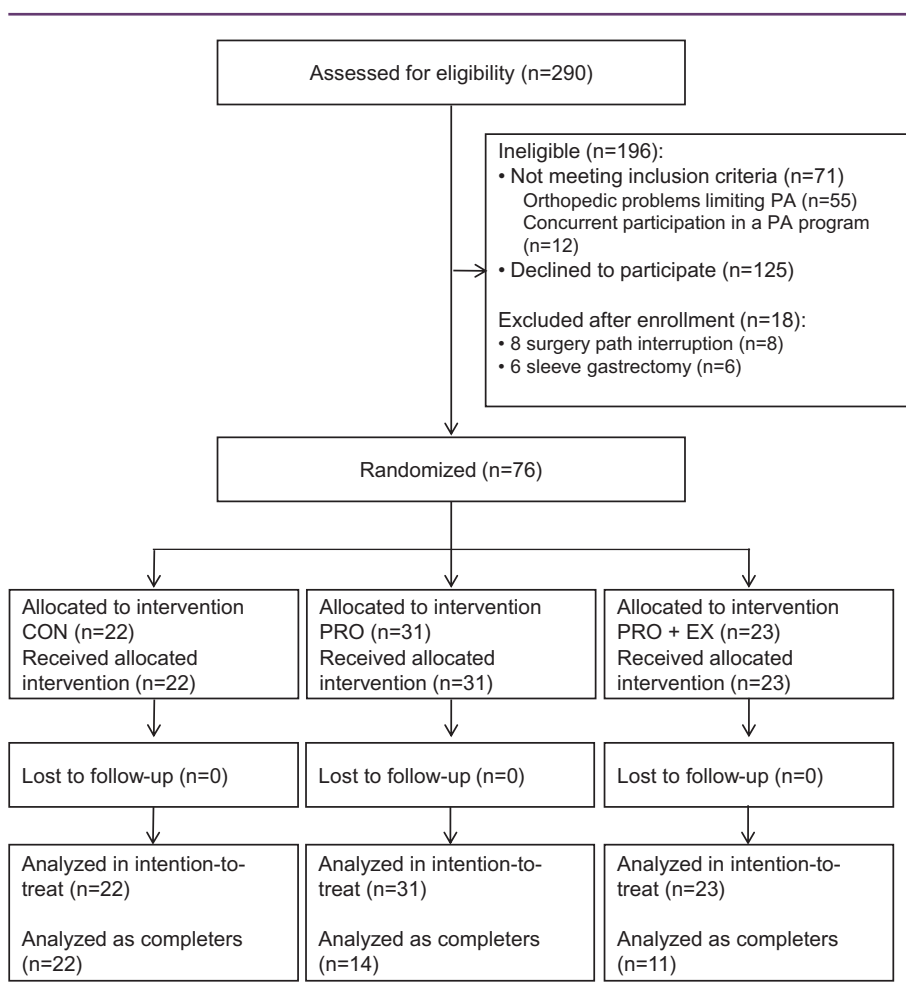 Assessed for eligibility (n=290)
Ineligible (n=196):
• Not meeting inclusion criteria (n=71)
Orthopedic problems limiting PA (n=55)
Concurrent participation in a PA program
(n=12)
• Declined to participate (n=125)
Excluded after enrollment (n=18):
• 8 surgery path interruption (n=8)
• 6 sleeve gastrectomy (n=6)
Randomized (n=76)
Allocated to intervention
CON (n=22)
Received allocated
intervention (n=22)
Allocated to intervention
PRO (n=31)
Received allocated
intervention (n=31)
Allocated to intervention
PRO + EX (n=23)
Received allocated
intervention (n=23)
Lost to follow-up (n=0)
Lost to follow-up (n=0)
Lost to follow-up (n=0)
Analyzed in intention-to-
treat (n=22)
Analyzed as completers
(n=22)
Analyzed in intention-to-
treat (n=31)
Analyzed as completers
(n=14)
Analyzed in intention-to-
treat (n=23)
Analyzed as completers
(n=11)